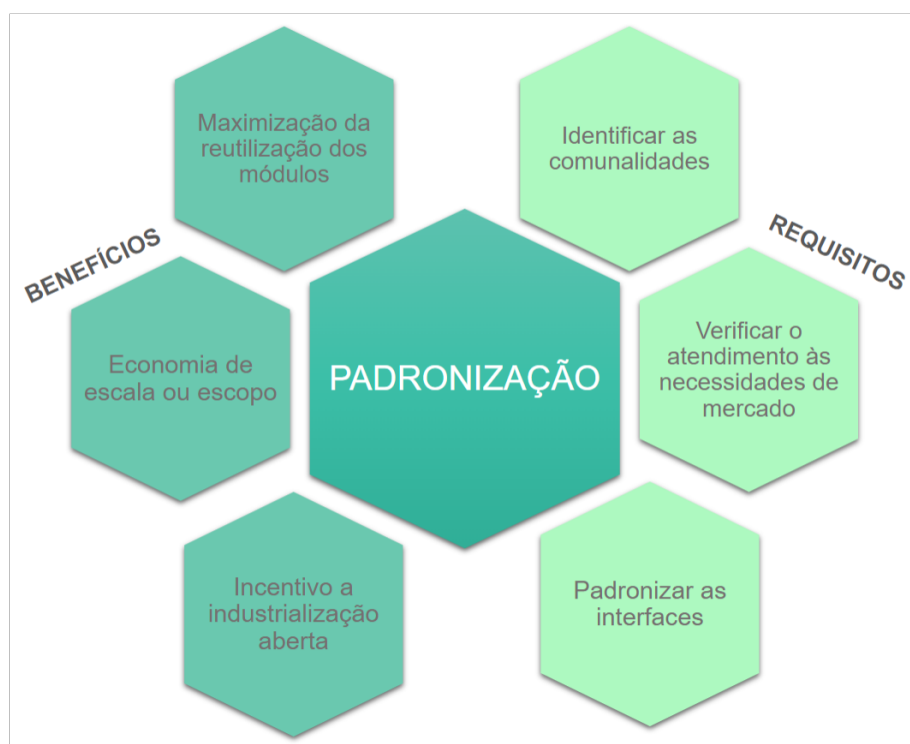 BENEFÍCIOS
Maximização da
reutilização dos
módulos
Economia de
escala ou escopo
Incentivo a
industrialização
aberta
PADRONIZAÇÃO
REQUISITOS
Identificar as
comunalidades
Verificar o
atendimento às
necessidades de
mercado
Padronizar as
interfaces